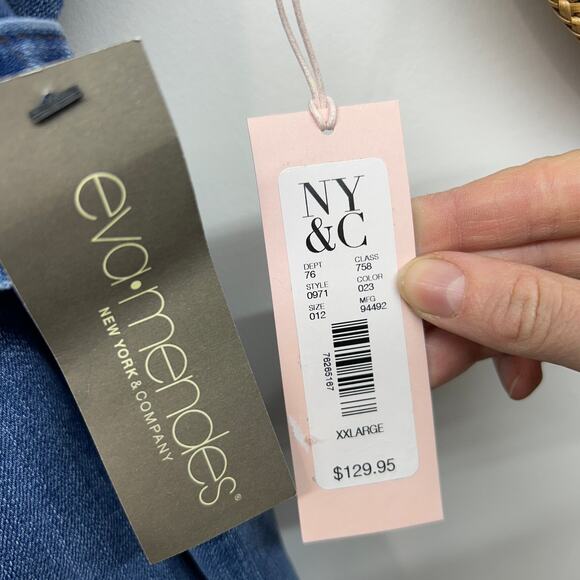 eva•mendes®
NEW YORK & COMPANY
NY
&C
DEPT CLASS
76 758
STYLE COLOR
0971 023
SIZE MFG
012 94492
76265167
XXLARGE
$129.95